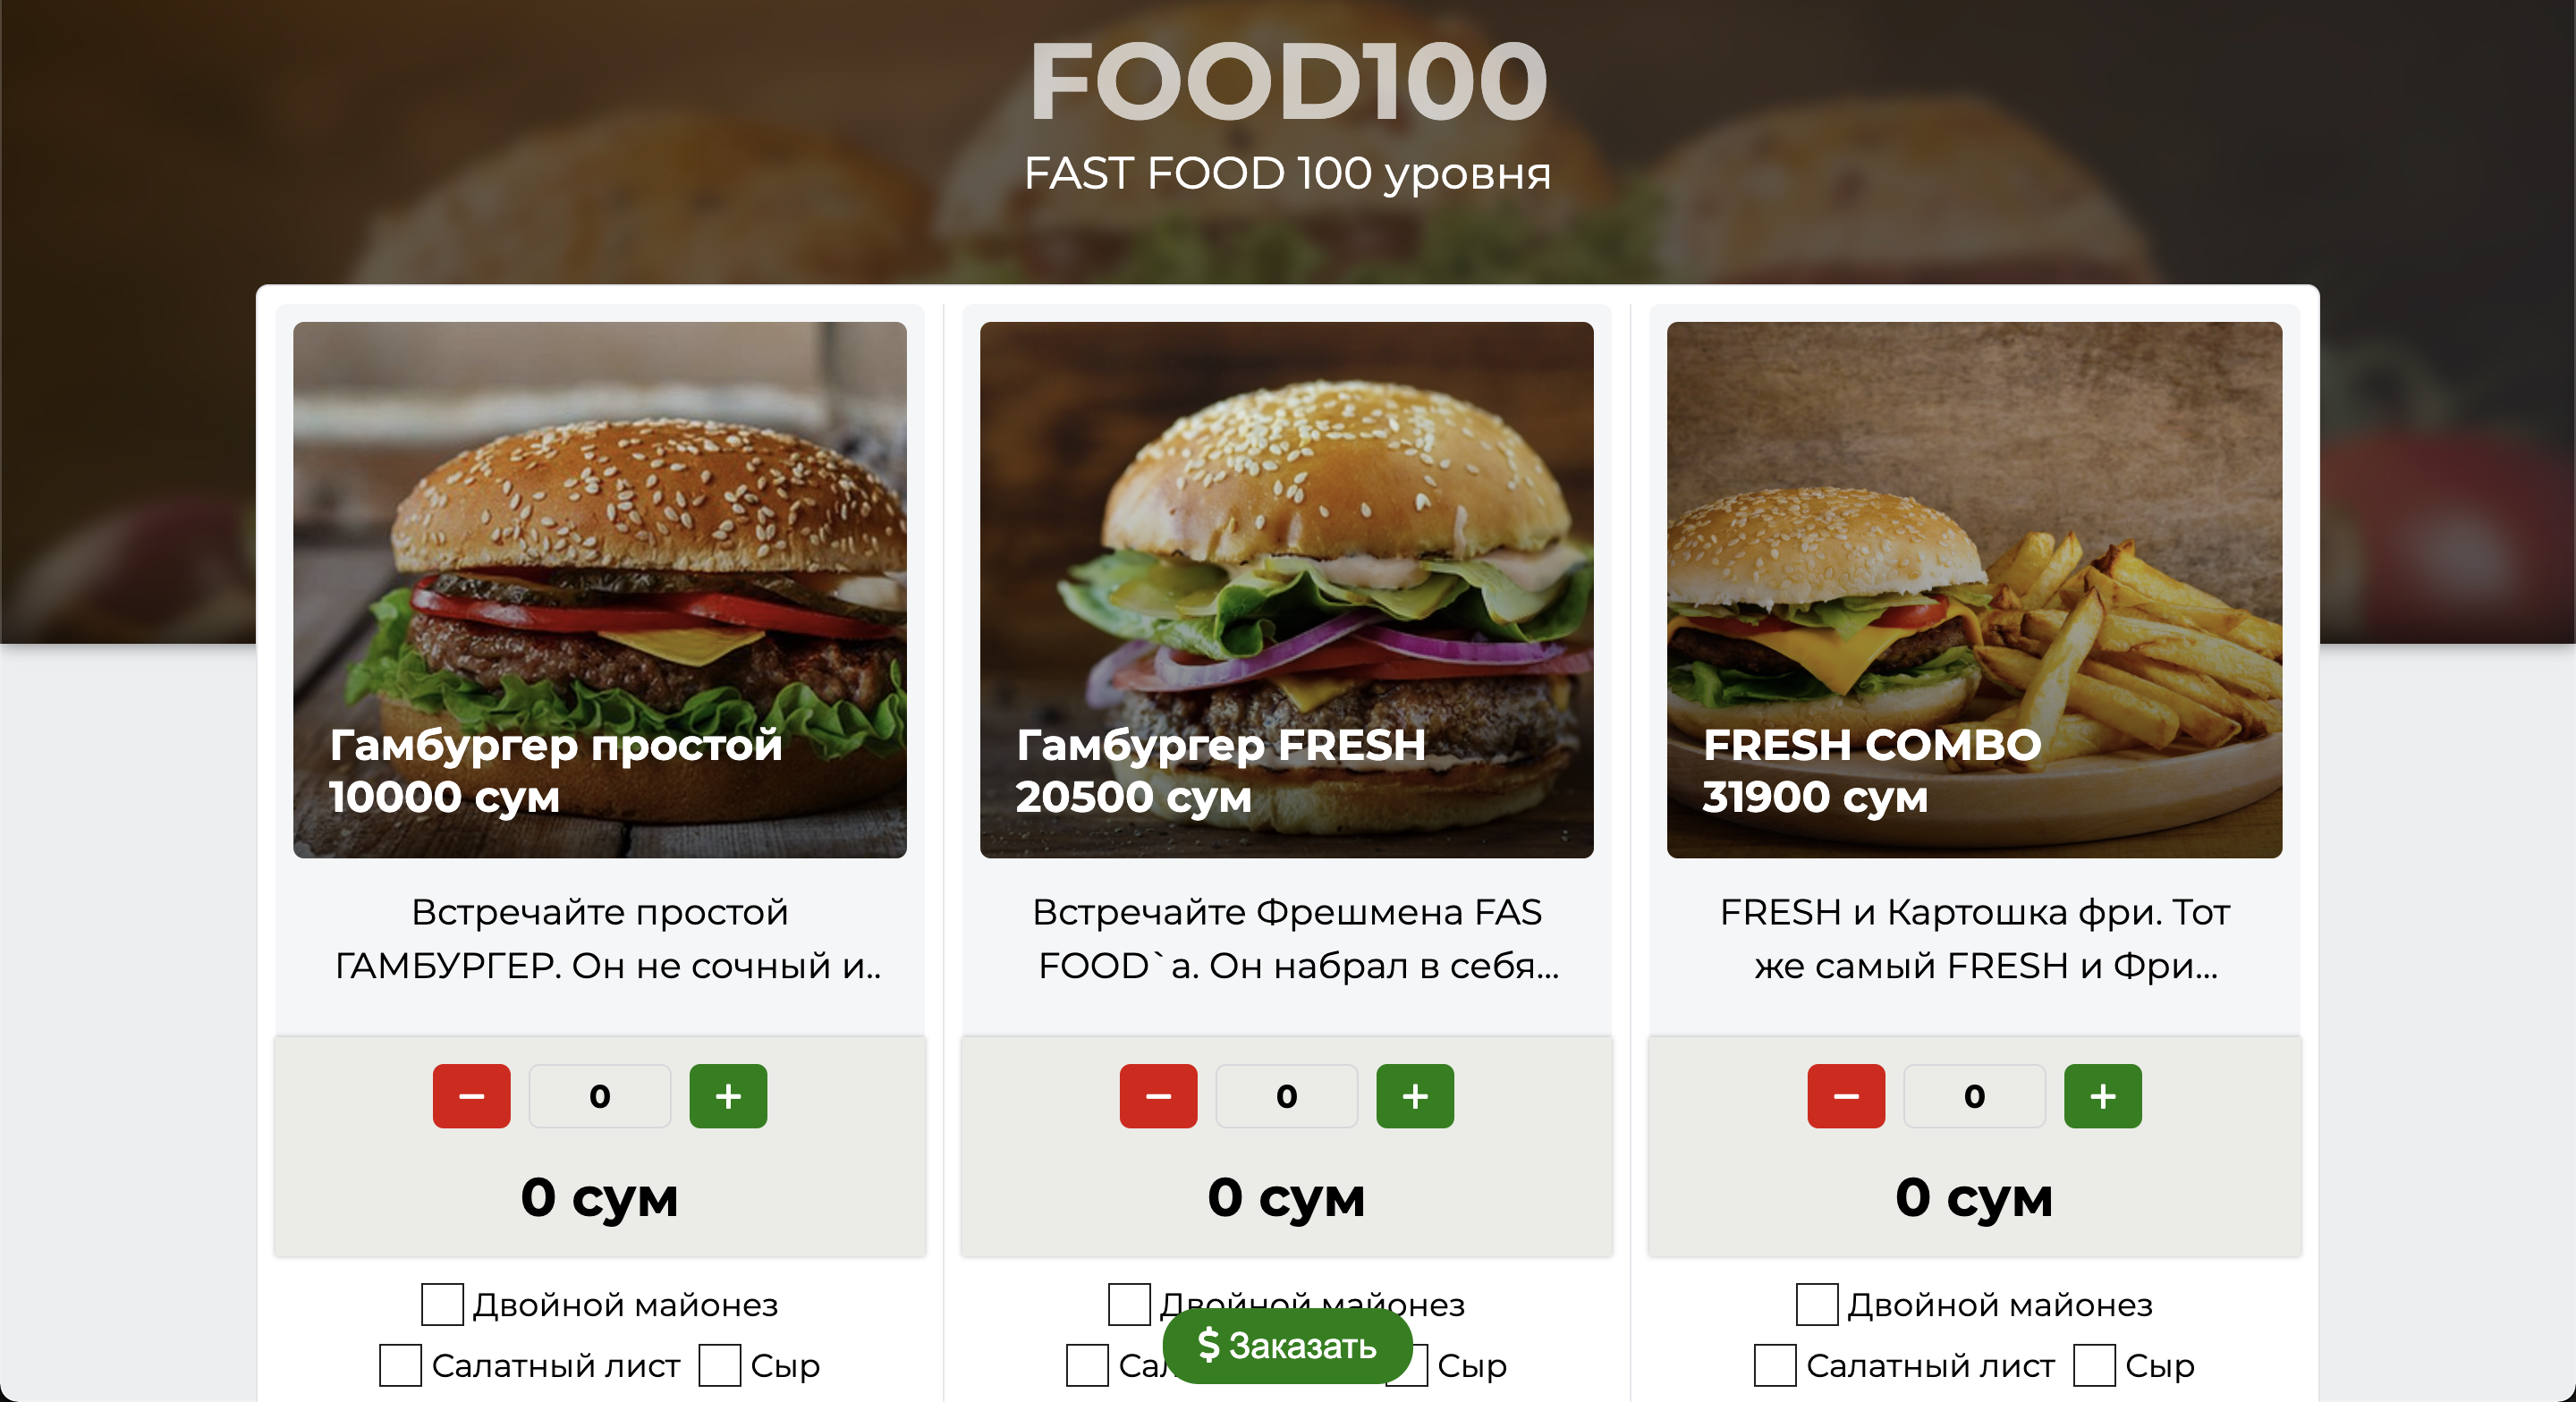 FOOD100
FAST FOOD 100 уровня
Гамбургер простой
10000 сум
Встречайте простой
ГАМБУРГЕР. Он не сочный и..
0
0 сум
Двойной майонез
Салатный лист
Сыр
Гамбургер FRESH
20500 сум
Встречайте Фрешмена FAS
FOOD`а. Он набрал в себя...
0
0 сум
Двойной майонез
Сыр
FRESH COMBO
31900 сум
FRESH и Картошка фри. Тот
же самый FRESH и Фри...
0
0 сум
Двойной майонез
Салатный лист
Сыр
$ Заказать